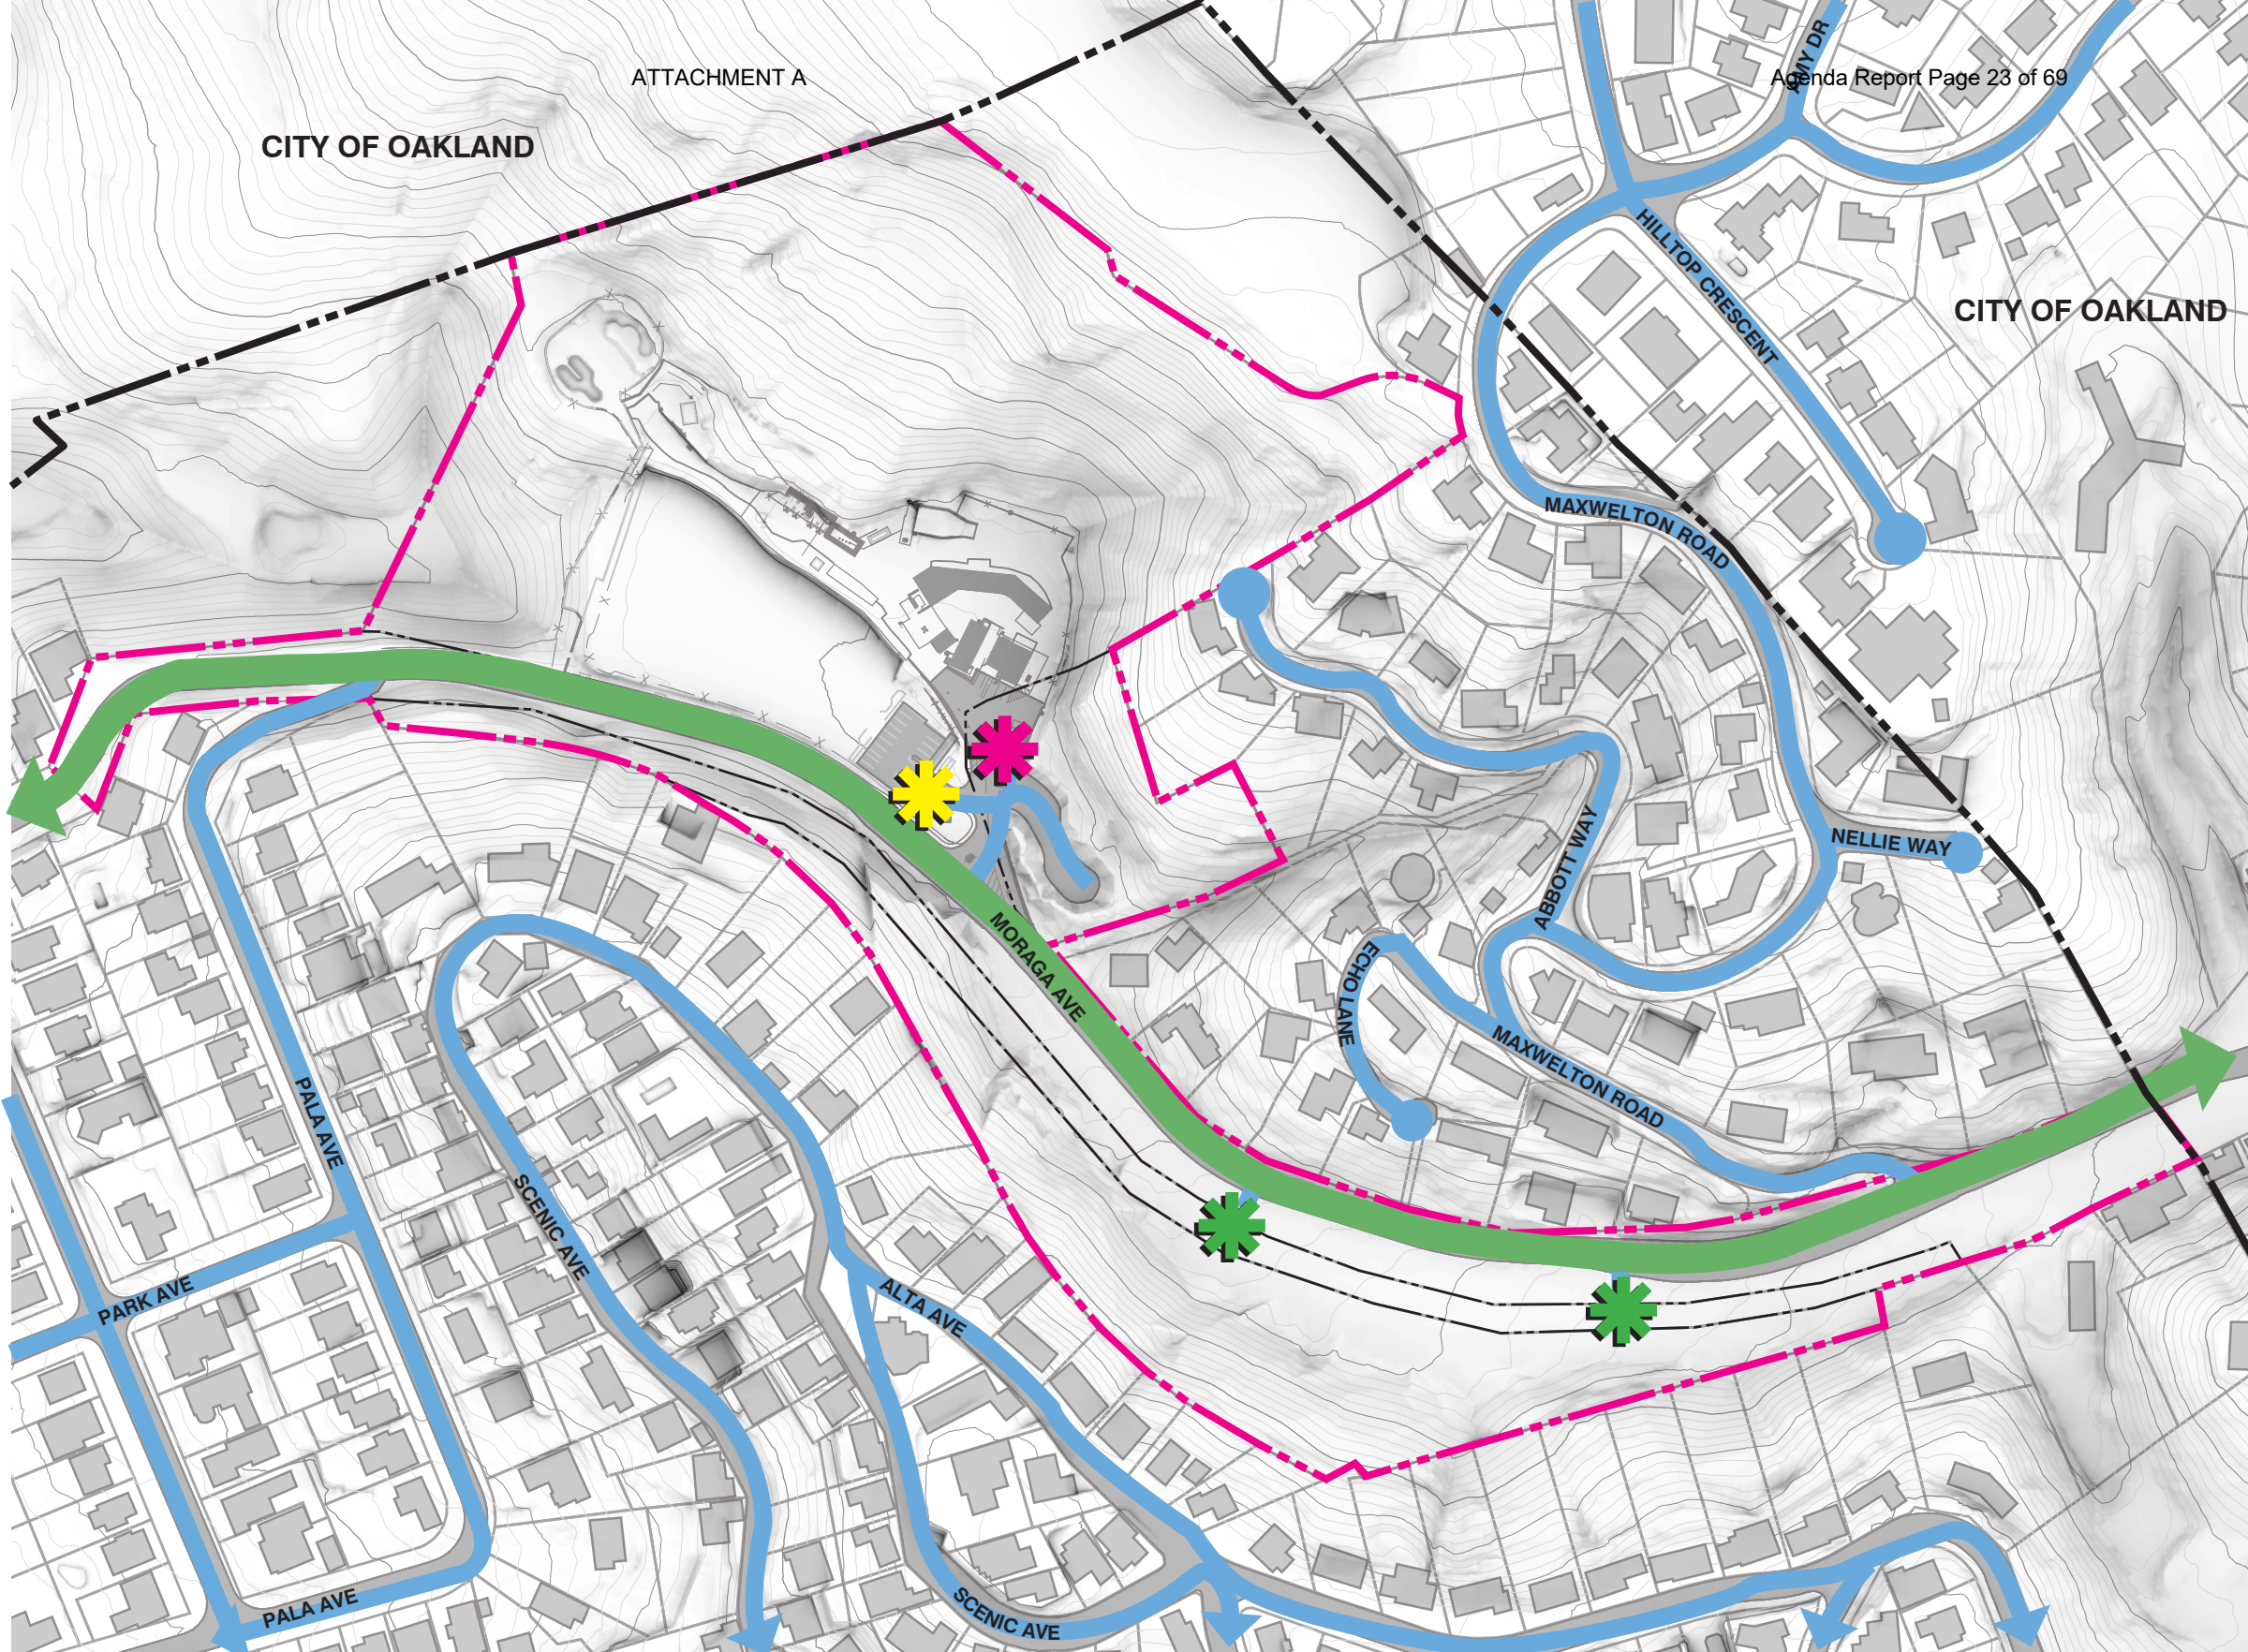 ATTACHMENT A
Agenda Report Page 23 of 69
AMY DR
CITY OF OAKLAND
HILLTOP CRESCENT
CITY OF OAKLAND
MAXWELTON ROAD
ABBOTT WAY
NELLIE WAY
MORAGA AVE
ECHO LANE
MAXWELTON ROAD
PALA AVE
SCENIC AVE
PARK AVE
ALTA AVE
PALA AVE
SCENIC AVE